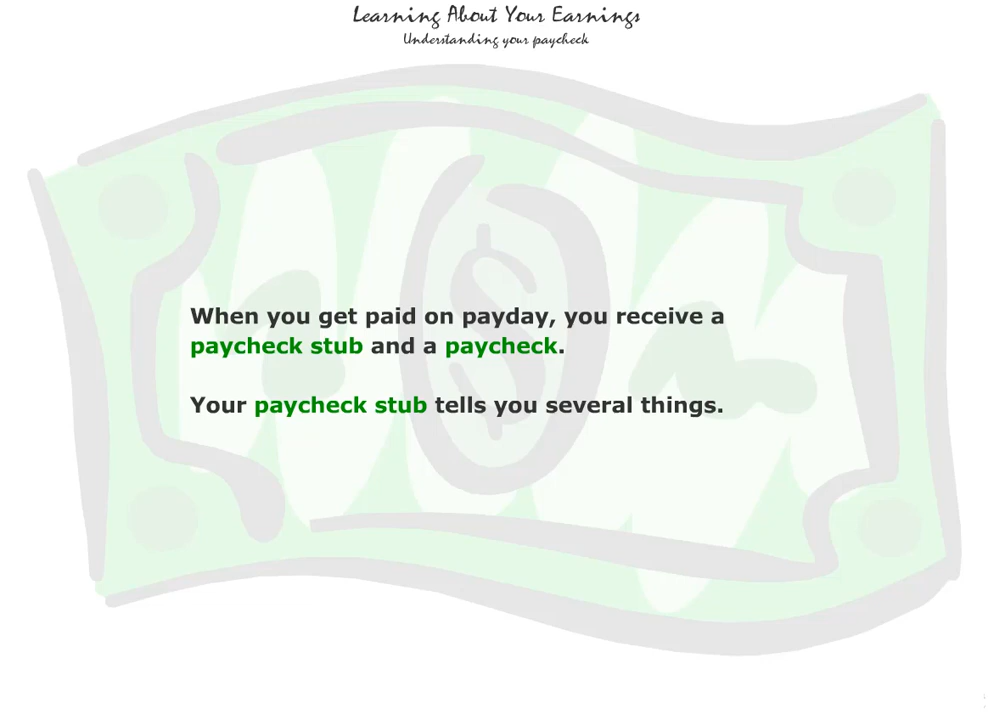 Learning About Your Earnings
Understanding your paycheck
When you get paid on payday, you receive a
paycheck stub and a paycheck.
Your paycheck stub tells you several things.